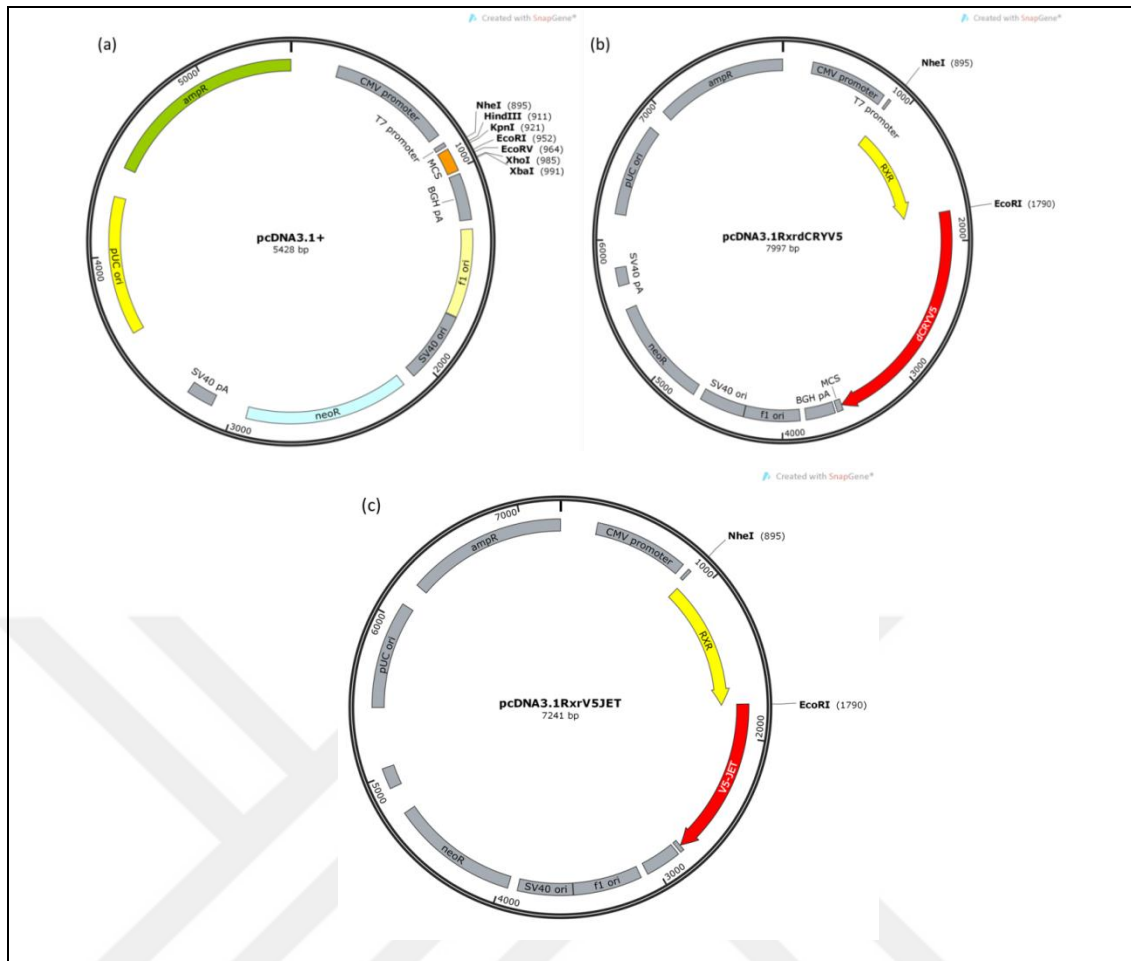 Created with SnapGene®
(a)
5000
ampR
CMV promoter
NheI (895)
HindIII (911)
KpnI (921)
EcoRI (952)
EcoRV (964)
XhoI (985)
XbaI (991)
T7 promoter
1000
MCS
BGH pA
pcDNA3.1+
5428 bp
pUC ori
4000
f1 ori
SV40 ori
2000
SV40 pA
neoR
3000
Created with SnapGene®
(b)
NheI (895)
CMV promoter
1000
ampR
7000
T7 promoter
pUC ori
RXR
EcoRI (1790)
pcDNA3.1RxrdCRYV5
7997 bp
2000
6000
SV40 pA
dCRYV5
neoR
5000
SV40 ori
f1 ori
BGH pA
MCS
3000
4000
Created with SnapGene®
(c)
7000
NheI (895)
CMV promoter
ampR
1000
6000
RXR
pUC ori
pcDNA3.1RxrV5JET
7241 bp
EcoRI (1790)
2000
V5-JET
5000
neoR
SV40 ori
f1 ori
3000
4000